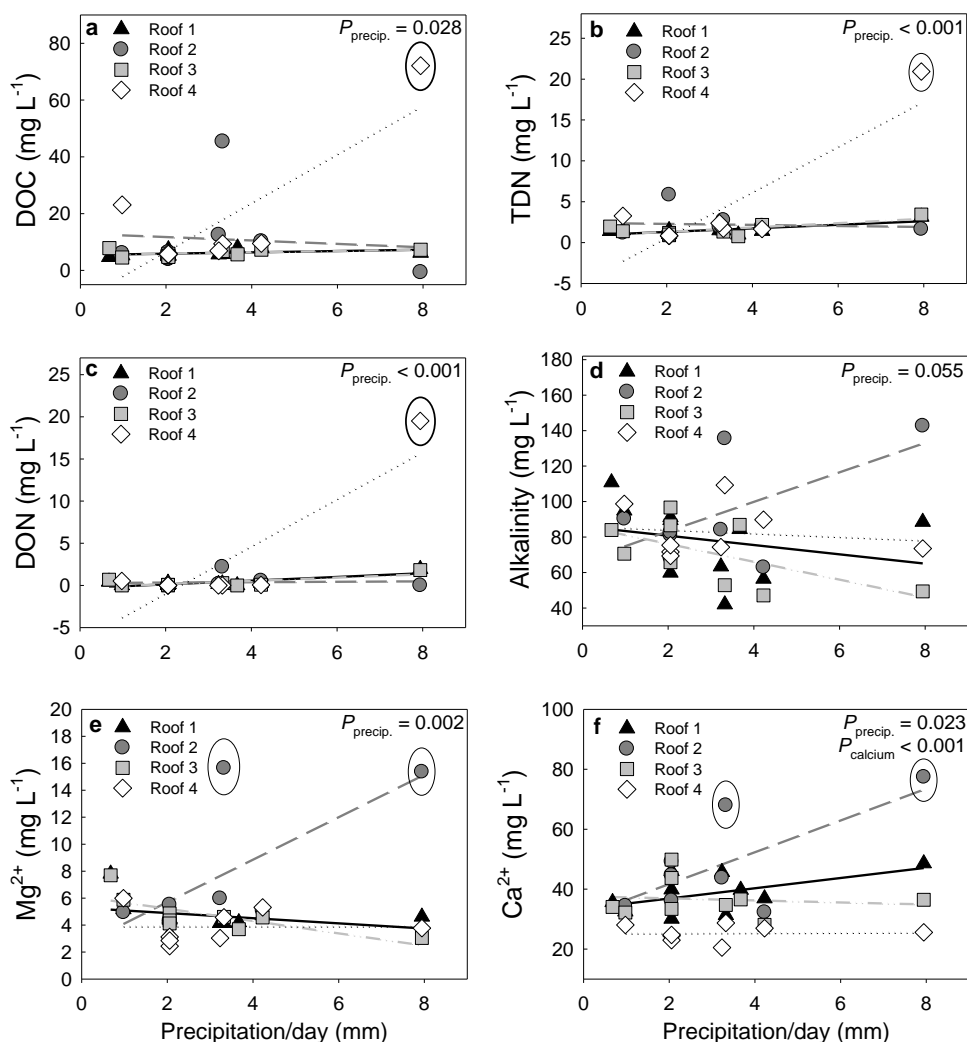 a
P precip. = 0.028
Roof 1
Roof 2
Roof 3
Roof 4
80
60
40
20
0
DOC (mg L-1)
0 2 4 6 8 10
b
P precip. < 0.001
Roof 1
Roof 2
Roof 3
Roof 4
25
20
15
10
5
0
-5
TDN (mg L-1)
0 2 4 6 8
c
P precip. < 0.001
Roof 1
Roof 2
Roof 3
Roof 4
25
20
15
10
5
0
-5
DON (mg L-1)
0 2 4 6 8 10
d
P precip. = 0.055
Roof 1
Roof 2
Roof 3
Roof 4
180
160
140
120
100
80
60
40
Alkalinity (mg L-1)
0 2 4 6 8
e
P precip. = 0.002
Roof 1
Roof 2
Roof 3
Roof 4
20
18
16
14
12
10
8
6
4
2
0
Mg2+ (mg L-1)
0 2 4 6 8 10
Precipitation/day (mm)
f
P precip. = 0.023
P calcium < 0.001
Roof 1
Roof 2
Roof 3
Roof 4
100
80
60
40
20
Ca2+ (mg L-1)
0 2 4 6 8
Precipitation/day (mm)